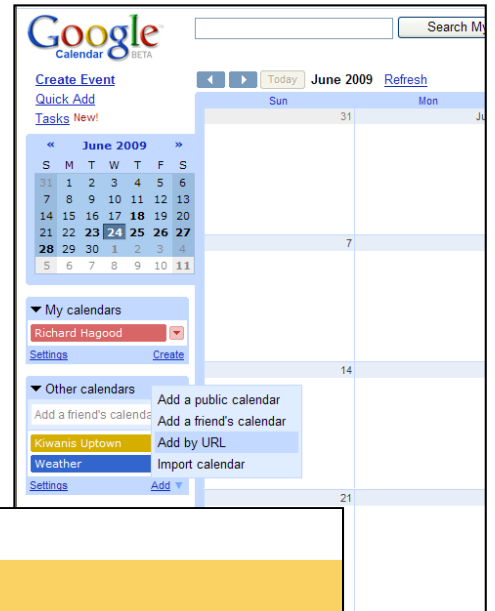 Google
Calendar BETA
Search My
Create Event
Quick Add
Tasks New!
Today June 2009 Refresh
Sun Mon
31
« June 2009 »
S M T W T F S
31 1 2 3 4 5 6
7 8 9 10 11 12 13
14 15 16 17 18 19 20
21 22 23 24 25 26 27
28 29 30 1 2 3 4
5 6 7 8 9 10 11
7
▼ My calendars
Richard Hagood
Settings Create
14
▼ Other calendars
Add a friend's calenda
Kiwanis Uptown
Weather
Settings Add ▼
Add a public calendar
Add a friend's calendar
Add by URL
Import calendar
21